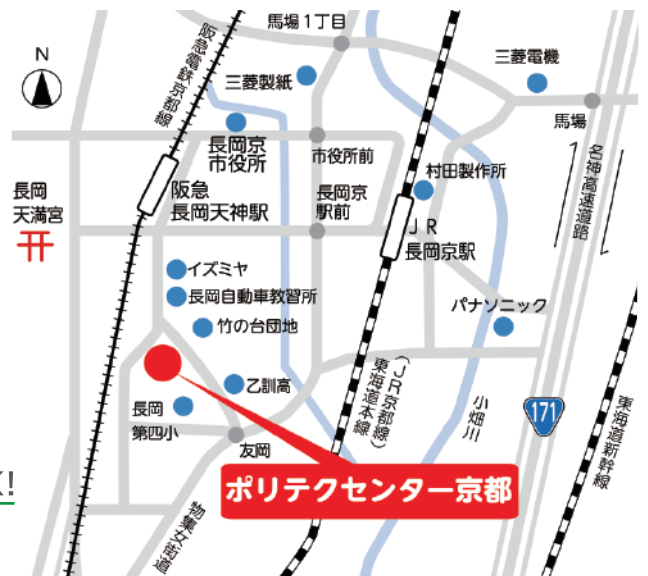 馬場1丁目
N
阪急電鉄京都線
三菱製紙
三菱電機
馬場
長岡京
市役所
市役所前
村田製作所
名神高速道路
長岡
天満宮
阪急
長岡天神駅
長岡京
駅前
JR
長岡京駅
イズミヤ
長岡自動車教習所
竹の台団地
パナソニック
乙訓高
長岡
第四小
友岡
(JR京都線)
東海道本線
小畑川
171
東海道新幹線
K!
ポリテクセンター京都
物集女街道